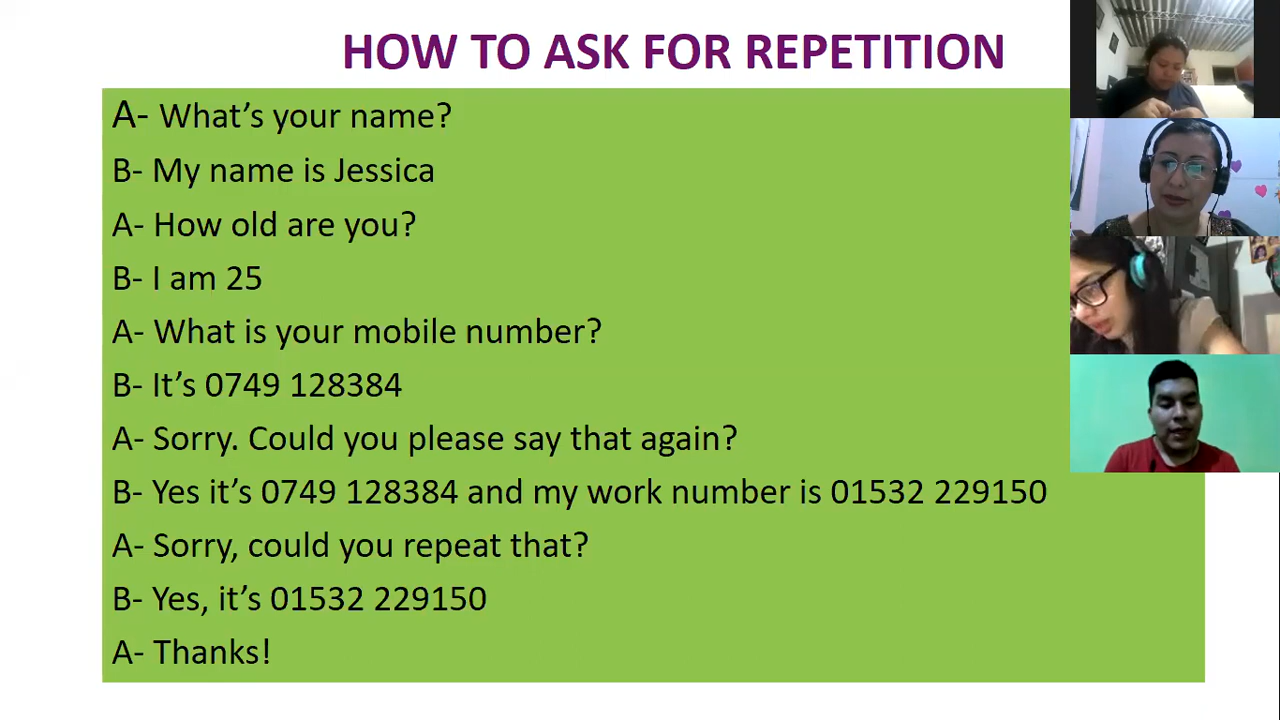 HOW TO ASK FOR REPETITION
A- What's your name?
B- My name is Jessica
A- How old are you?
B- I am 25
A- What is your mobile number?
B- It's 0749 128384
A- Sorry. Could you please say that again?
B- Yes it's 0749 128384 and my work number is 01532 229150
A- Sorry, could you repeat that?
B- Yes, it's 01532 229150
A- Thanks!